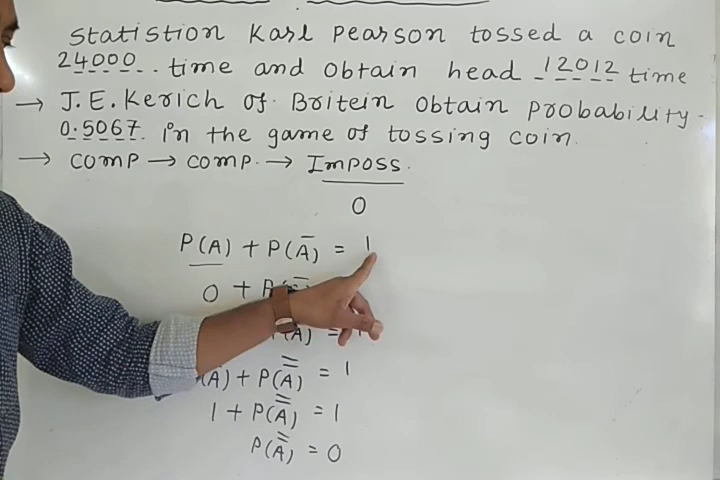 Statistion Karl Pearson tossed a coin
24000 time and obtain head 12012 time
→ J.E. Kerich of Britein obtain probability
0.5067 in the game of tossing coin.
→ comp → comp. → Imposs.
0
P(A) + P(Ā) = 1
0 +
(A) =
+ P(A̿) = 1
1 + P(A̿) = 1
P(A̿) = 0